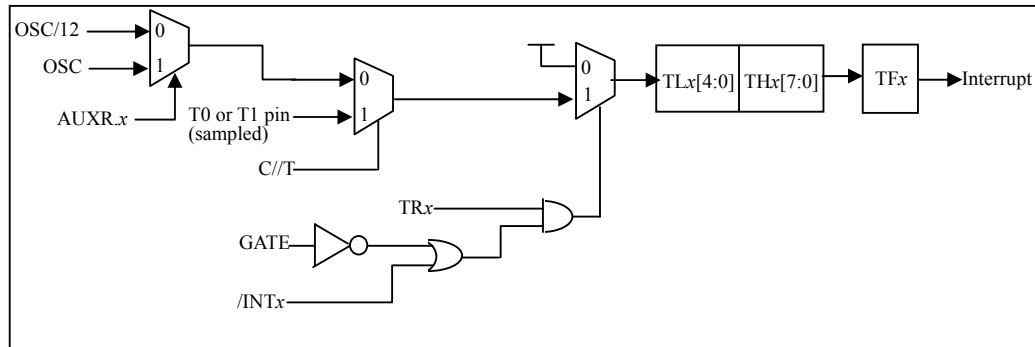 OSC/12
0
OSC
1
AUXR.x
0
T0 or T1 pin
(sampled)
1
C//T
0
1
TLx[4:0]
THx[7:0]
TFx
Interrupt
TRx
GATE
/INTx